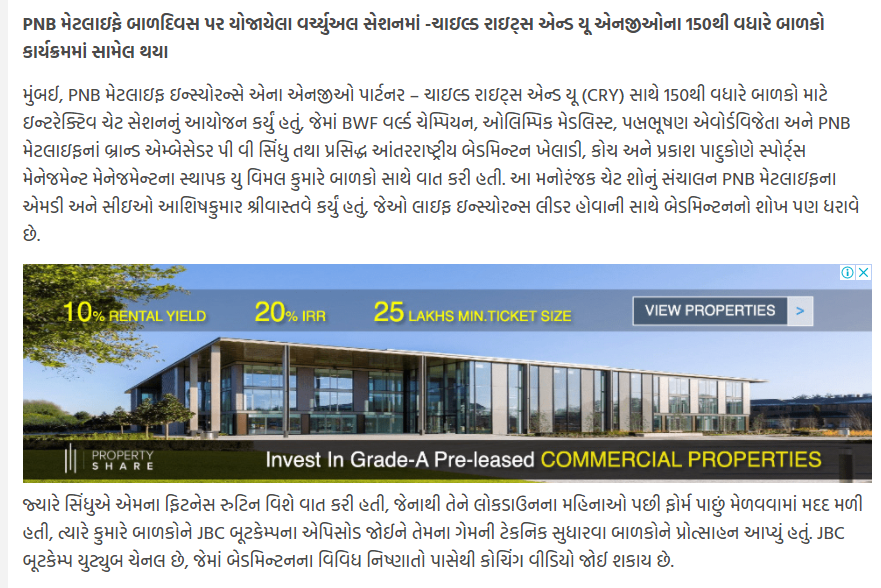 PNB મેટલાઇફે બાળદિવસ પર યોજાયેલા વર્ચ્યુઅલ સેશનમાં -ચાઇલ્ડ રાઇટ્સ એન્ડ યૂ એનજીઓના 150થી વધારે બાળકો
કાર્યક્રમમાં સામેલ થયા
મુંબઈ, PNB મેટલાઇફ ઇન્સ્યોરન્સે એના એનજીઓ પાર્ટનર – ચાઇલ્ડ રાઇટ્સ એન્ડ યૂ (CRY) સાથે 150થી વધારે બાળકો માટે
ઇન્ટરેક્ટિવ ચેટ સેશનનું આયોજન કર્યું હતું, જેમાં BWF વર્લ્ડ ચેમ્પિયન, ઓલિમ્પિક મેડલિસ્ટ, પદ્મભૂષણ એવોર્ડવિજેતા અને PNB
મેટલાઇફનાં બ્રાન્ડ એમ્બેસેડર પી વી સિંધુ તથા પ્રસિદ્ધ આંતરરાષ્ટ્રીય બેડમિન્ટન ખેલાડી, કોચ અને પ્રકાશ પાદુકોણે સ્પોર્ટ્સ
મેનેજમેન્ટ મેનેજમેન્ટના સ્થાપક યુ વિમલ કુમારે બાળકો સાથે વાત કરી હતી. આ મનોરંજક ચેટ શોનું સંચાલન PNB મેટલાઇફના
એમડી અને સીઇઓ આશિષકુમાર શ્રીવાસ્તવે કર્યું હતું, જેઓ લાઇફ ઇન્સ્યોરન્સ લીડર હોવાની સાથે બેડમિન્ટનનો શોખ પણ ધરાવે
છે.
10% RENTAL YIELD 20% IRR 25 LAKHS MIN.TICKET SIZE VIEW PROPERTIES >
PROPERTY
SHARE
Invest In Grade-A Pre-leased COMMERCIAL PROPERTIES
જ્યારે સિંધુએ એમના ફિટનેસ રુટિન વિશે વાત કરી હતી, જેનાથી તેને લોકડાઉનના મહિનાઓ પછી ફોર્મ પાછું મેળવવામાં મદદ મળી
હતી, ત્યારે કુમારે બાળકોને JBC બૂટકેમ્પના એપિસોડ જોઈને તેમના ગેમની ટેકનિક સુધારવા બાળકોને પ્રોત્સાહન આપ્યું હતું. JBC
બૂટકેમ્પ યુટ્યુબ ચેનલ છે, જેમાં બેડમિન્ટનના વિવિધ નિષ્ણાતો પાસેથી કોચિંગ વીડિયો જોઈ શકાય છે.